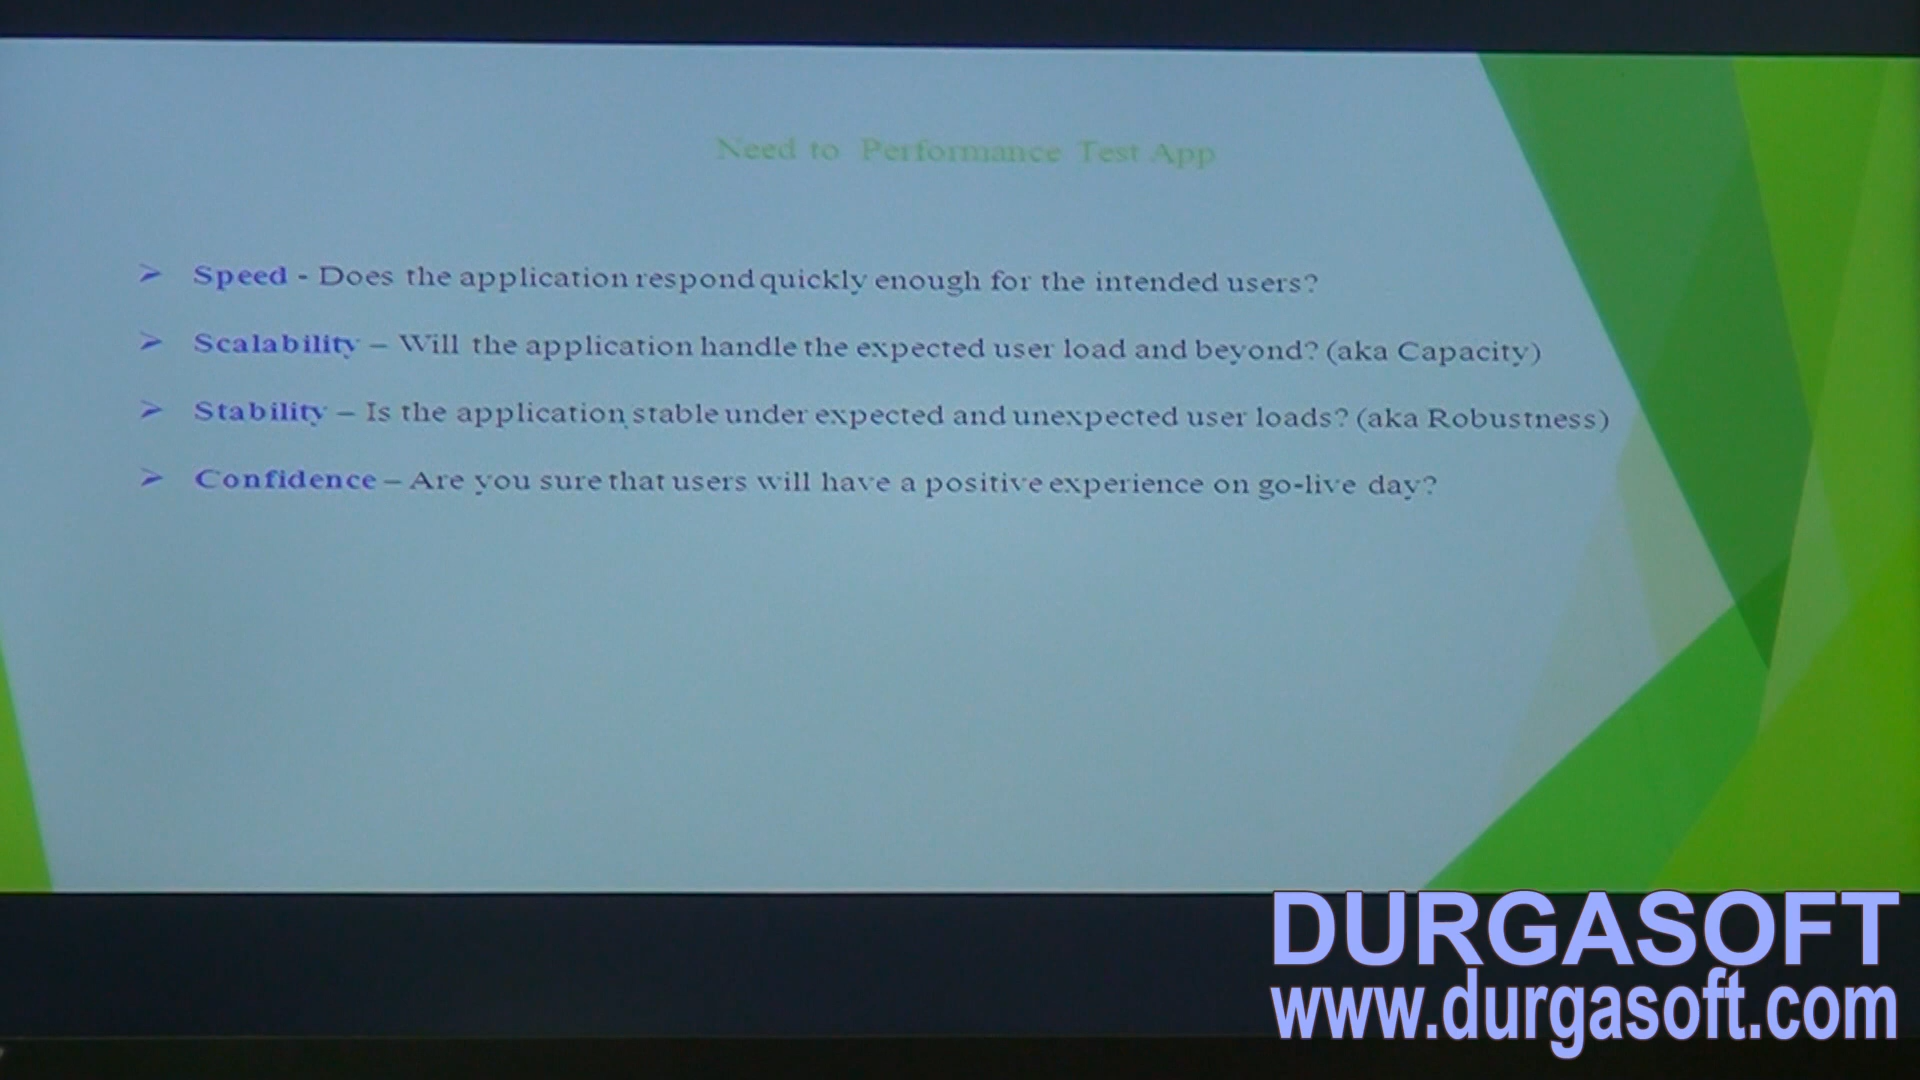 Need to Performance Test App
➢ Speed - Does the application respond quickly enough for the intended users?
➢ Scalability – Will the application handle the expected user load and beyond? (aka Capacity)
➢ Stability – Is the application stable under expected and unexpected user loads? (aka Robustness)
➢ Confidence – Are you sure that users will have a positive experience on go-live day?
DURGASOFT
www.durgasoft.com